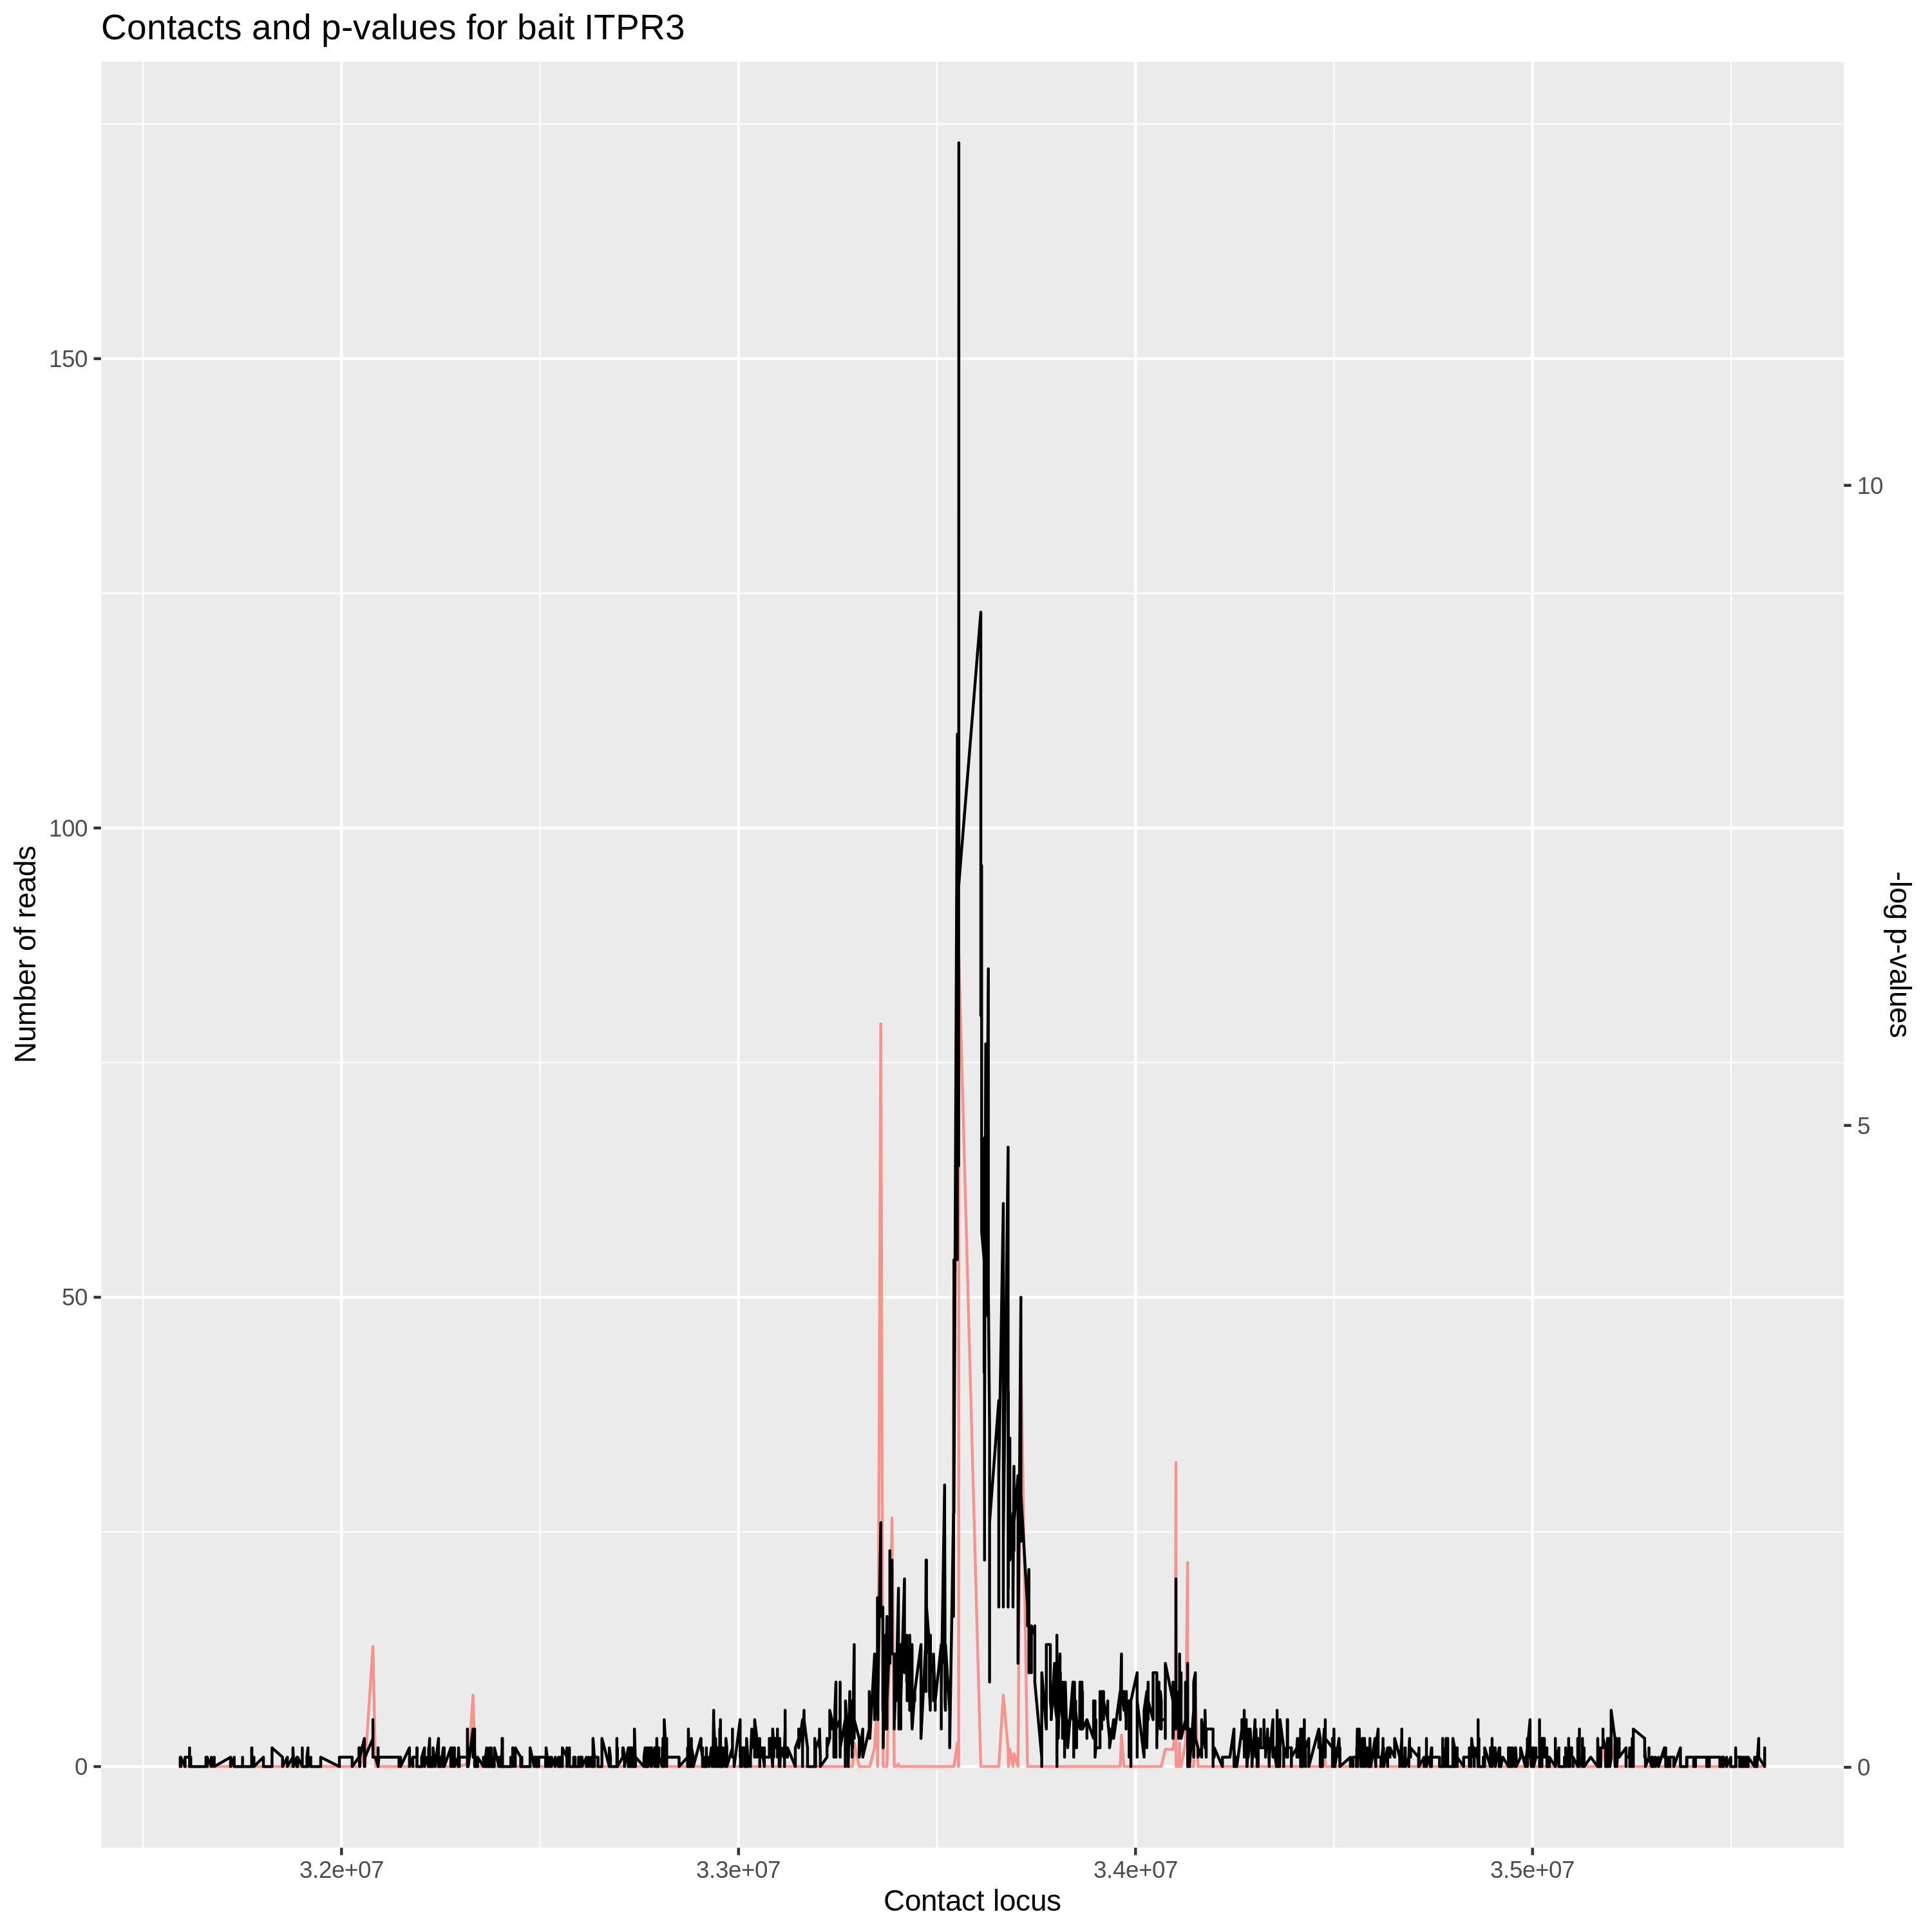 Contacts and p-values for bait ITPR3
150
100
50
0
10
5
0
Number of reads
-log p-values
3.2e+07
3.3e+07
3.4e+07
3.5e+07
Contact locus